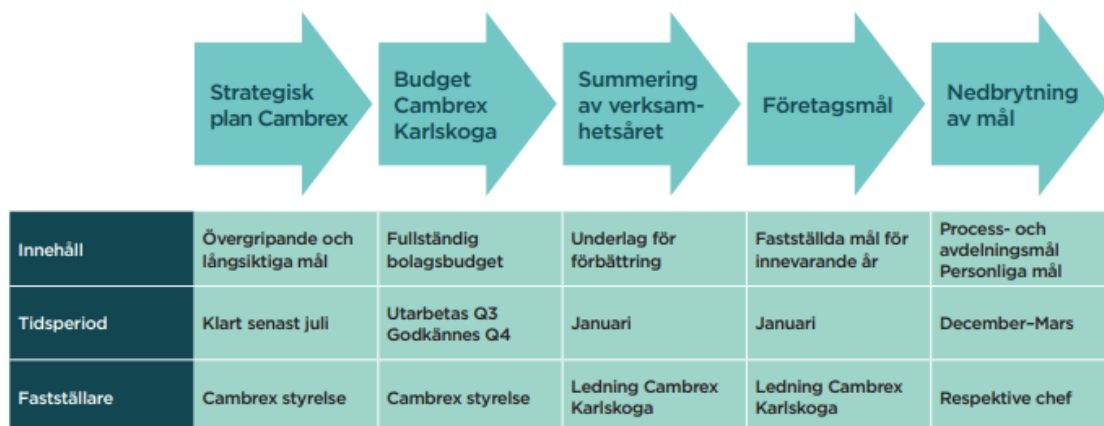 Strategisk
plan Cambrex
Budget
Cambrex
Karlskoga
Summering
av verksam-
hetsåret
Företagsmål
Nedbrytning
av mål
Innehåll
Övergripande och
långsiktiga mål
Fullständig
bolagsbudget
Underlag för
förbättring
Fastställda mål för
innevarande år
Process- och
avdelningsmål
Personliga mål
Tidsperiod
Klart senast juli
Utarbetas Q3
Godkännes Q4
Januari
Januari
December–Mars
Fastställare
Cambrex styrelse
Cambrex styrelse
Ledning Cambrex
Karlskoga
Ledning Cambrex
Karlskoga
Respektive chef